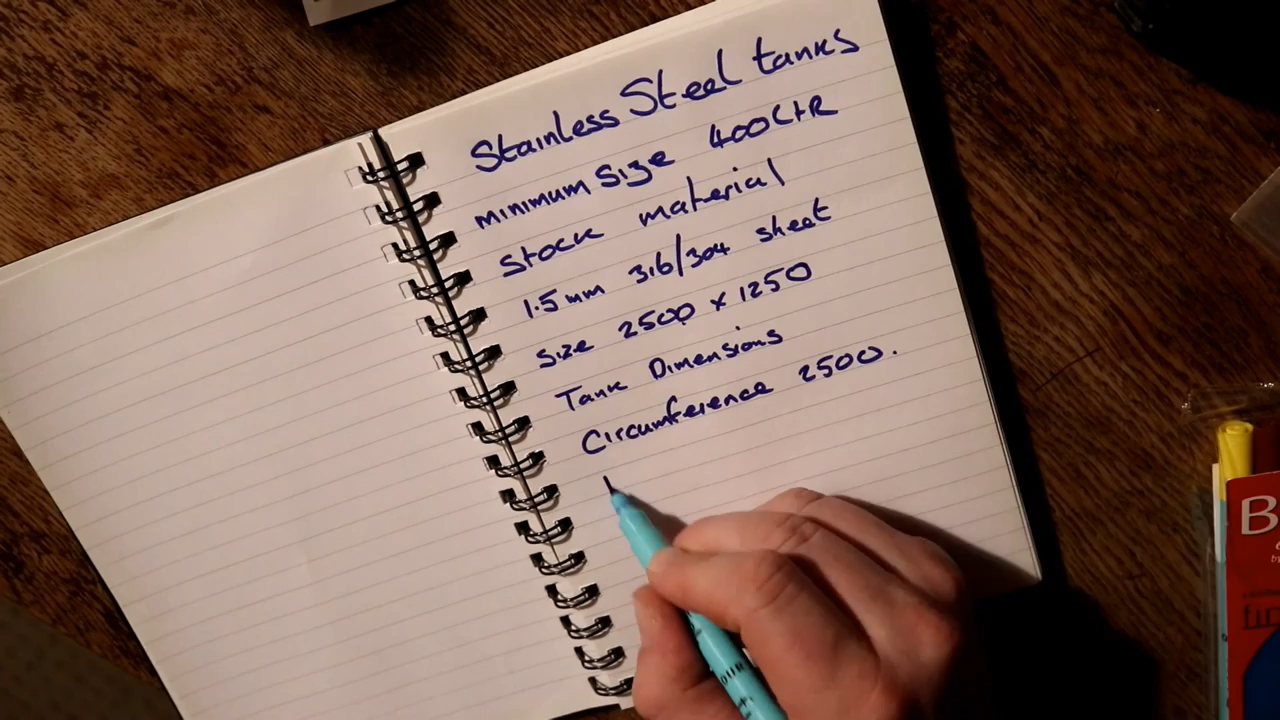 Stainless Steel tanks
minimum Size 400LtR
Stock material
1.5mm 316/304 sheet
Size 2500 x 1250
Tank Dimensions
Circumference 2500.
B